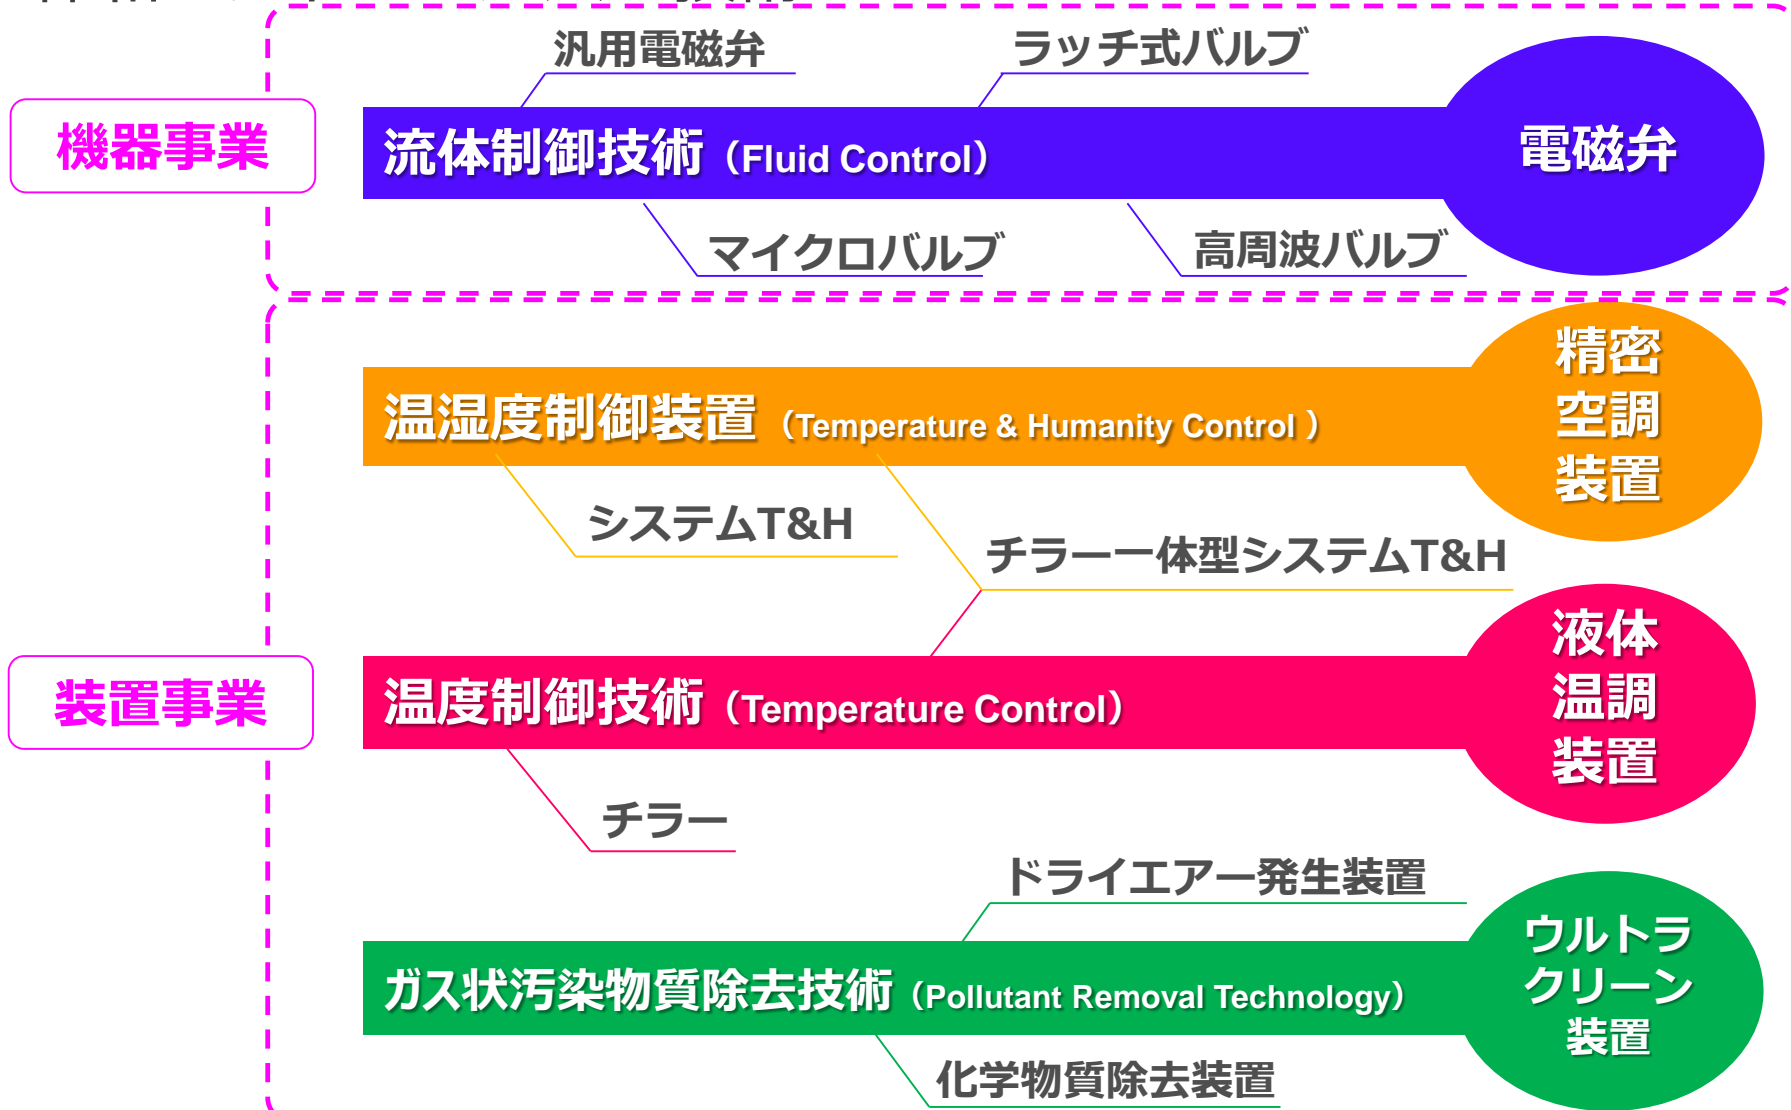 汎用電磁弁
ラッチ式バルブ
機器事業
流体制御技術（Fluid Control）
電磁弁
マイクロバルブ
高周波バルブ
温湿度制御装置（Temperature & Humanity Control ）
精密
空調
装置
システムT&H
チラー一体型システムT&H
装置事業
温度制御技術（Temperature Control）
液体
温調
装置
チラー
ドライエアー発生装置
ガス状汚染物質除去技術（Pollutant Removal Technology）
ウルトラ
クリーン
装置
化学物質除去装置